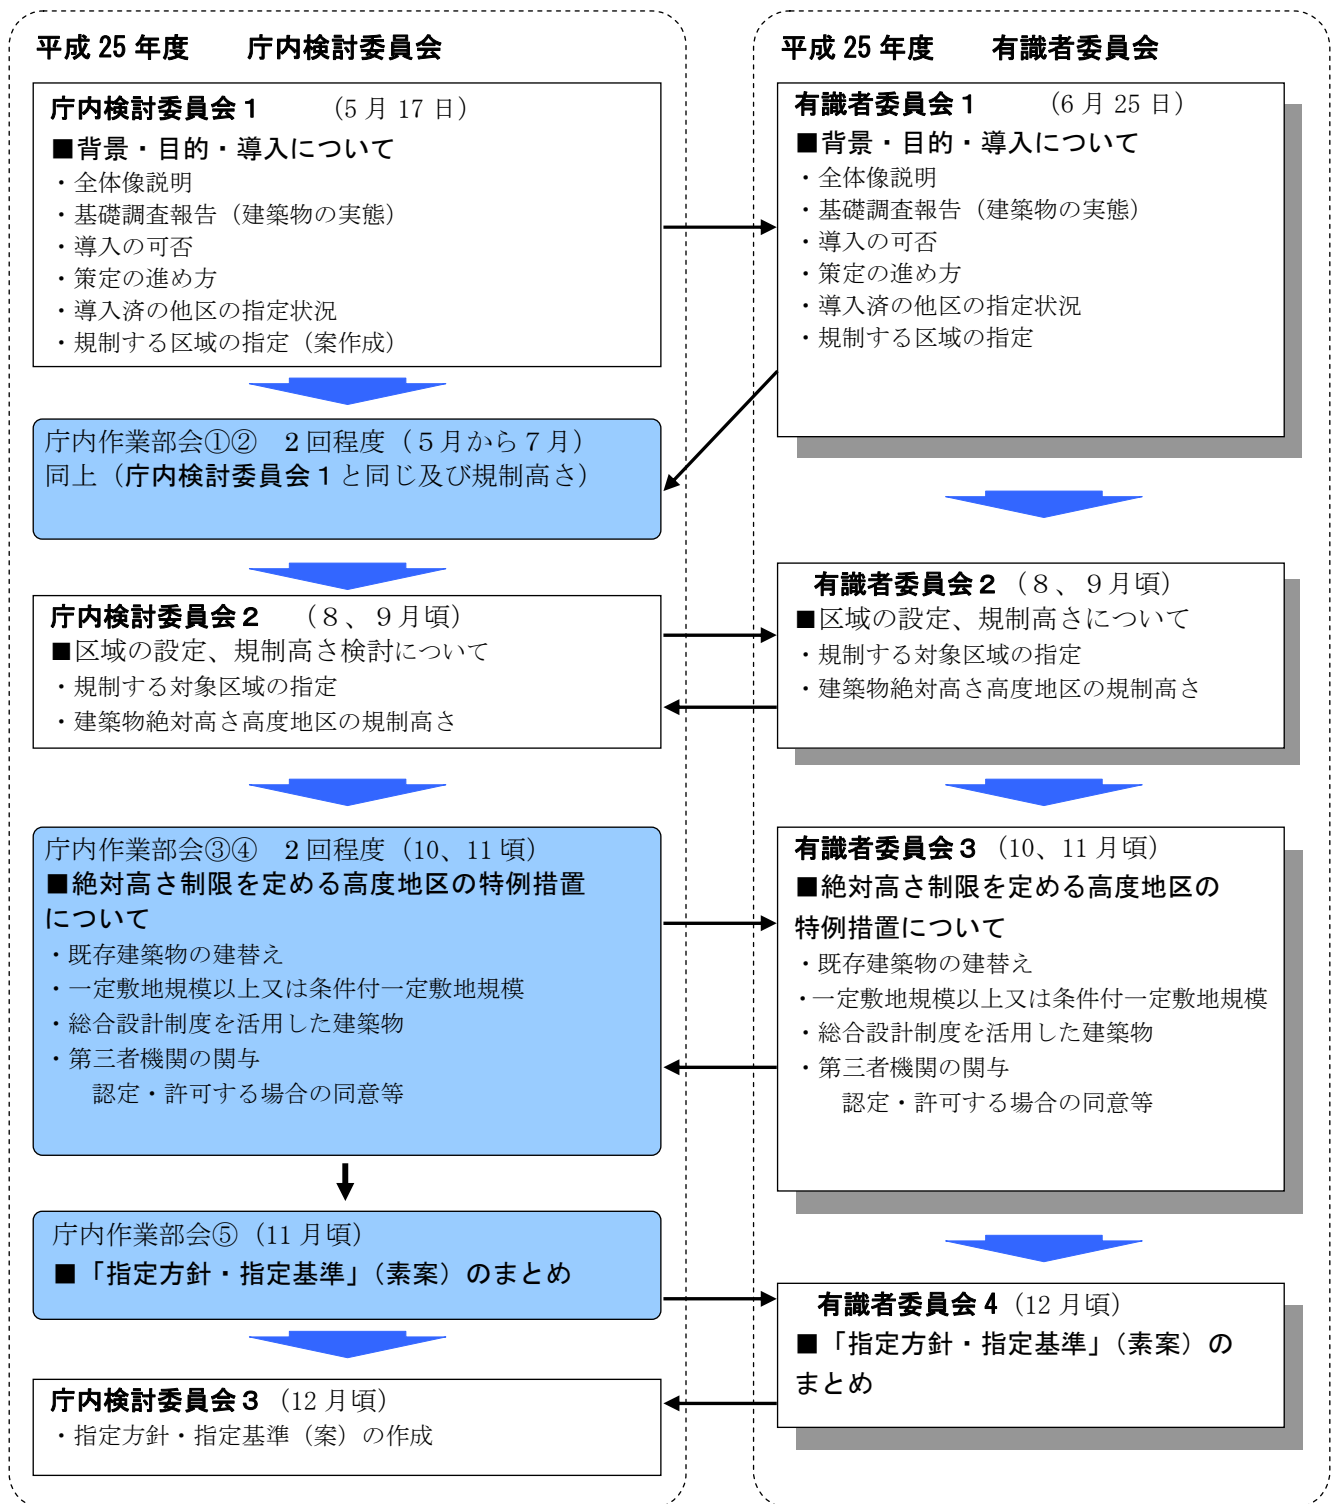 平成 25 年度　　庁内検討委員会
庁内検討委員会１　　（5 月 17 日）
■背景・目的・導入について
・全体像説明
・基礎調査報告（建築物の実態）
・導入の可否
・策定の進め方
・導入済の他区の指定状況
・規制する区域の指定（案作成）
庁内作業部会①②　2 回程度（５月から７月）
同上（庁内検討委員会１と同じ及び規制高さ）
庁内検討委員会２　（８、９月頃）
■区域の設定、規制高さ検討について
・規制する対象区域の指定
・建築物絶対高さ高度地区の規制高さ
庁内作業部会③④　2 回程度（10、11 頃）
■絶対高さ制限を定める高度地区の特例措置
について
・既存建築物の建替え
・一定敷地規模以上又は条件付一定敷地規模
・総合設計制度を活用した建築物
・第三者機関の関与
認定・許可する場合の同意等
庁内作業部会⑤（11 月頃）
■「指定方針・指定基準」（素案）のまとめ
庁内検討委員会３（12 月頃）
・指定方針・指定基準（案）の作成
平成 25 年度　　有識者委員会
有識者委員会１　　（6 月 25 日）
■背景・目的・導入について
・全体像説明
・基礎調査報告（建築物の実態）
・導入の可否
・策定の進め方
・導入済の他区の指定状況
・規制する区域の指定
有識者委員会２（８、９月頃）
■区域の設定、規制高さについて
・規制する対象区域の指定
・建築物絶対高さ高度地区の規制高さ
有識者委員会３（10、11 月頃）
■絶対高さ制限を定める高度地区の
特例措置について
・既存建築物の建替え
・一定敷地規模以上又は条件付一定敷地規模
・総合設計制度を活用した建築物
・第三者機関の関与
認定・許可する場合の同意等
有識者委員会 4（12 月頃）
■「指定方針・指定基準」（素案）の
まとめ